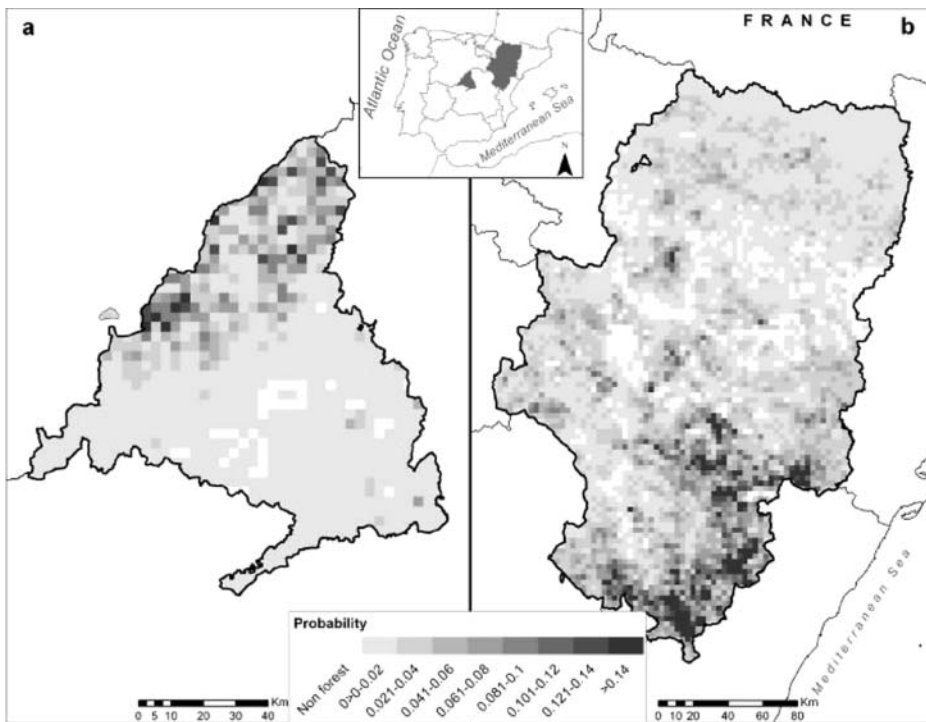 a
FRANCE
b
Atlantic Ocean
Mediterranean Sea
N
Mediterranean Sea
Probability
Non forest
0>0-0.02
0.021-0.04
0.041-0.06
0.061-0.08
0.081-0.1
0.101-0.12
0.121-0.14
>0.14
Km
0 5 10 20 30 40
Km
0 10 20 40 60 80